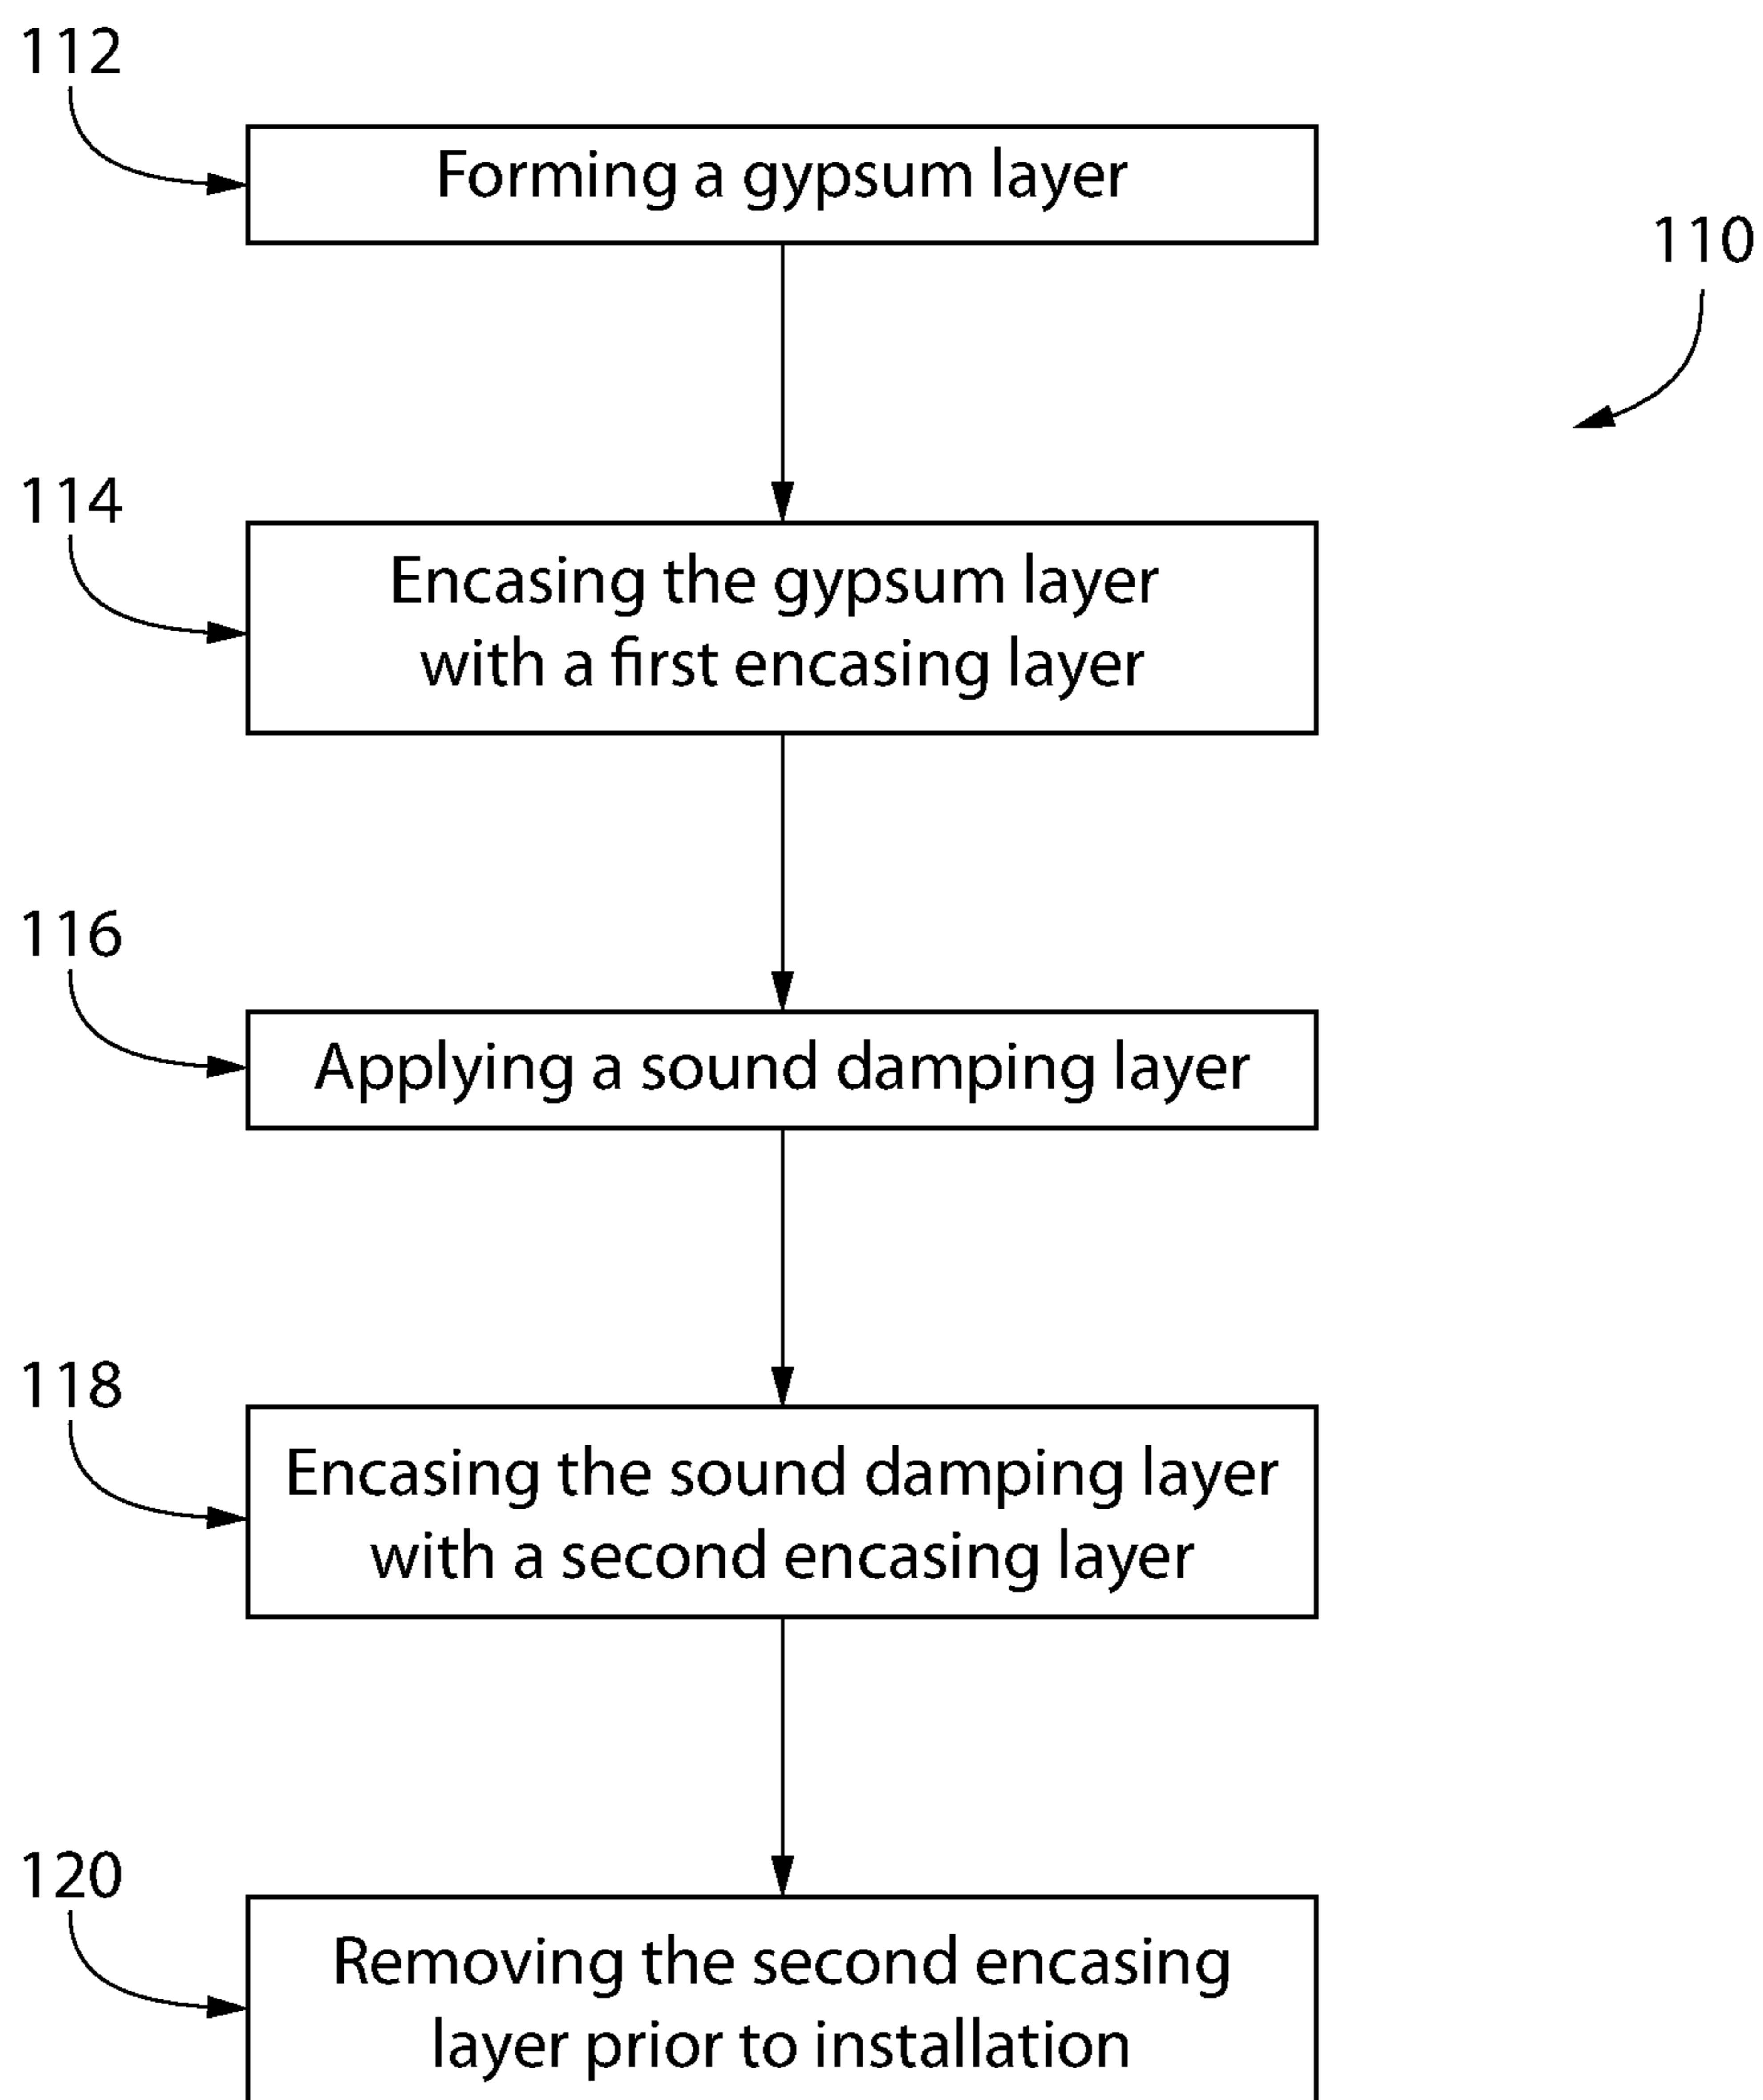 112
Forming a gypsum layer
110
114
Encasing the gypsum layer
with a first encasing layer
116
Applying a sound damping layer
118
Encasing the sound damping layer
with a second encasing layer
120
Removing the second encasing
layer prior to installation